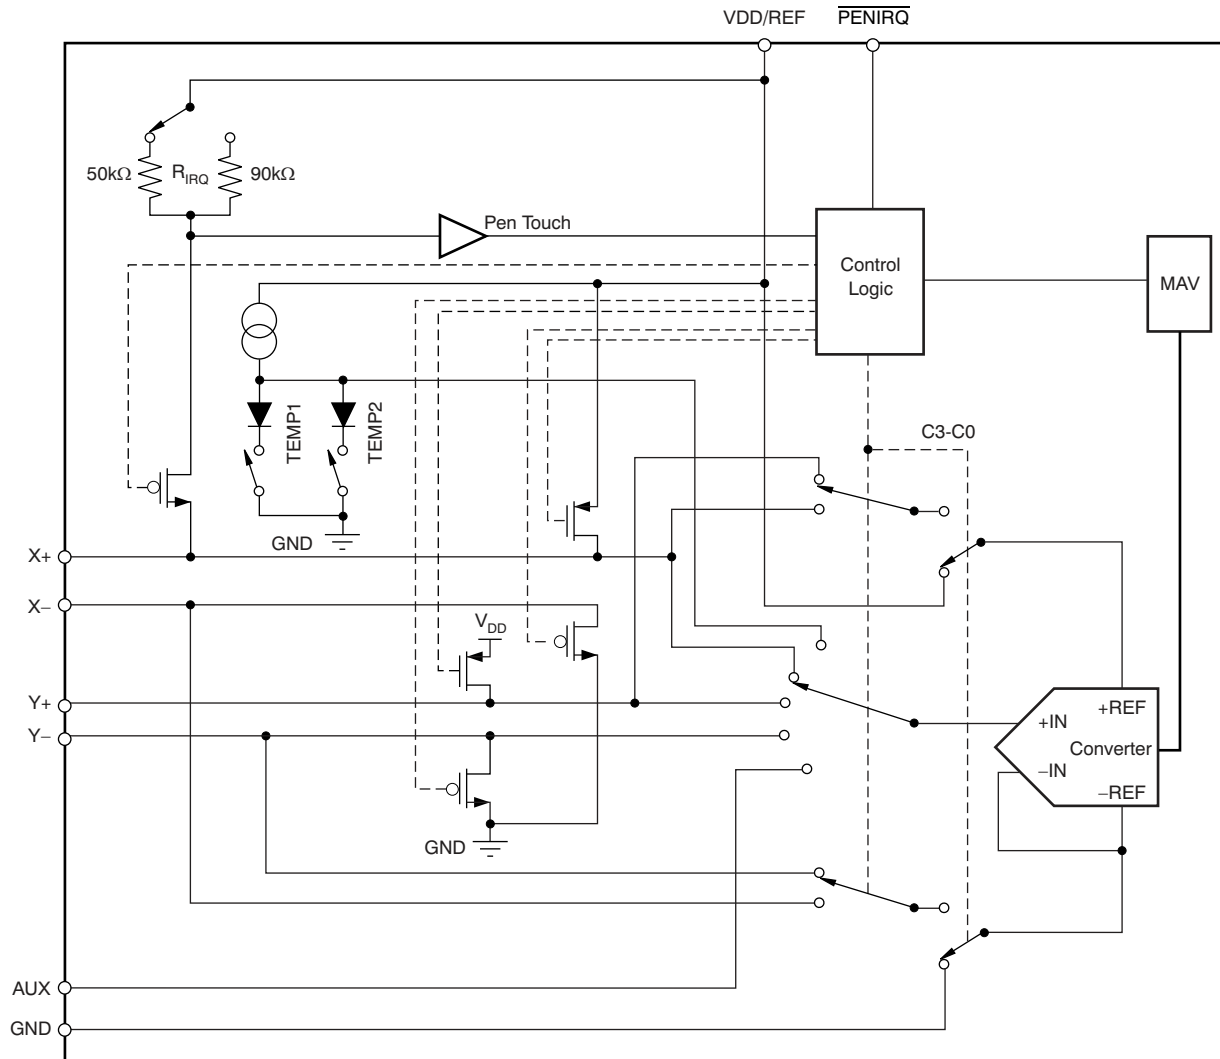 VDD/REF
PENIRQ
50kΩ
RIRQ
90kΩ
Pen Touch
Control
Logic
MAV
TEMP1
TEMP2
C3-C0
GND
X+
X−
VDD
Y+
Y−
+IN
+REF
Converter
−IN
−REF
GND
AUX
GND